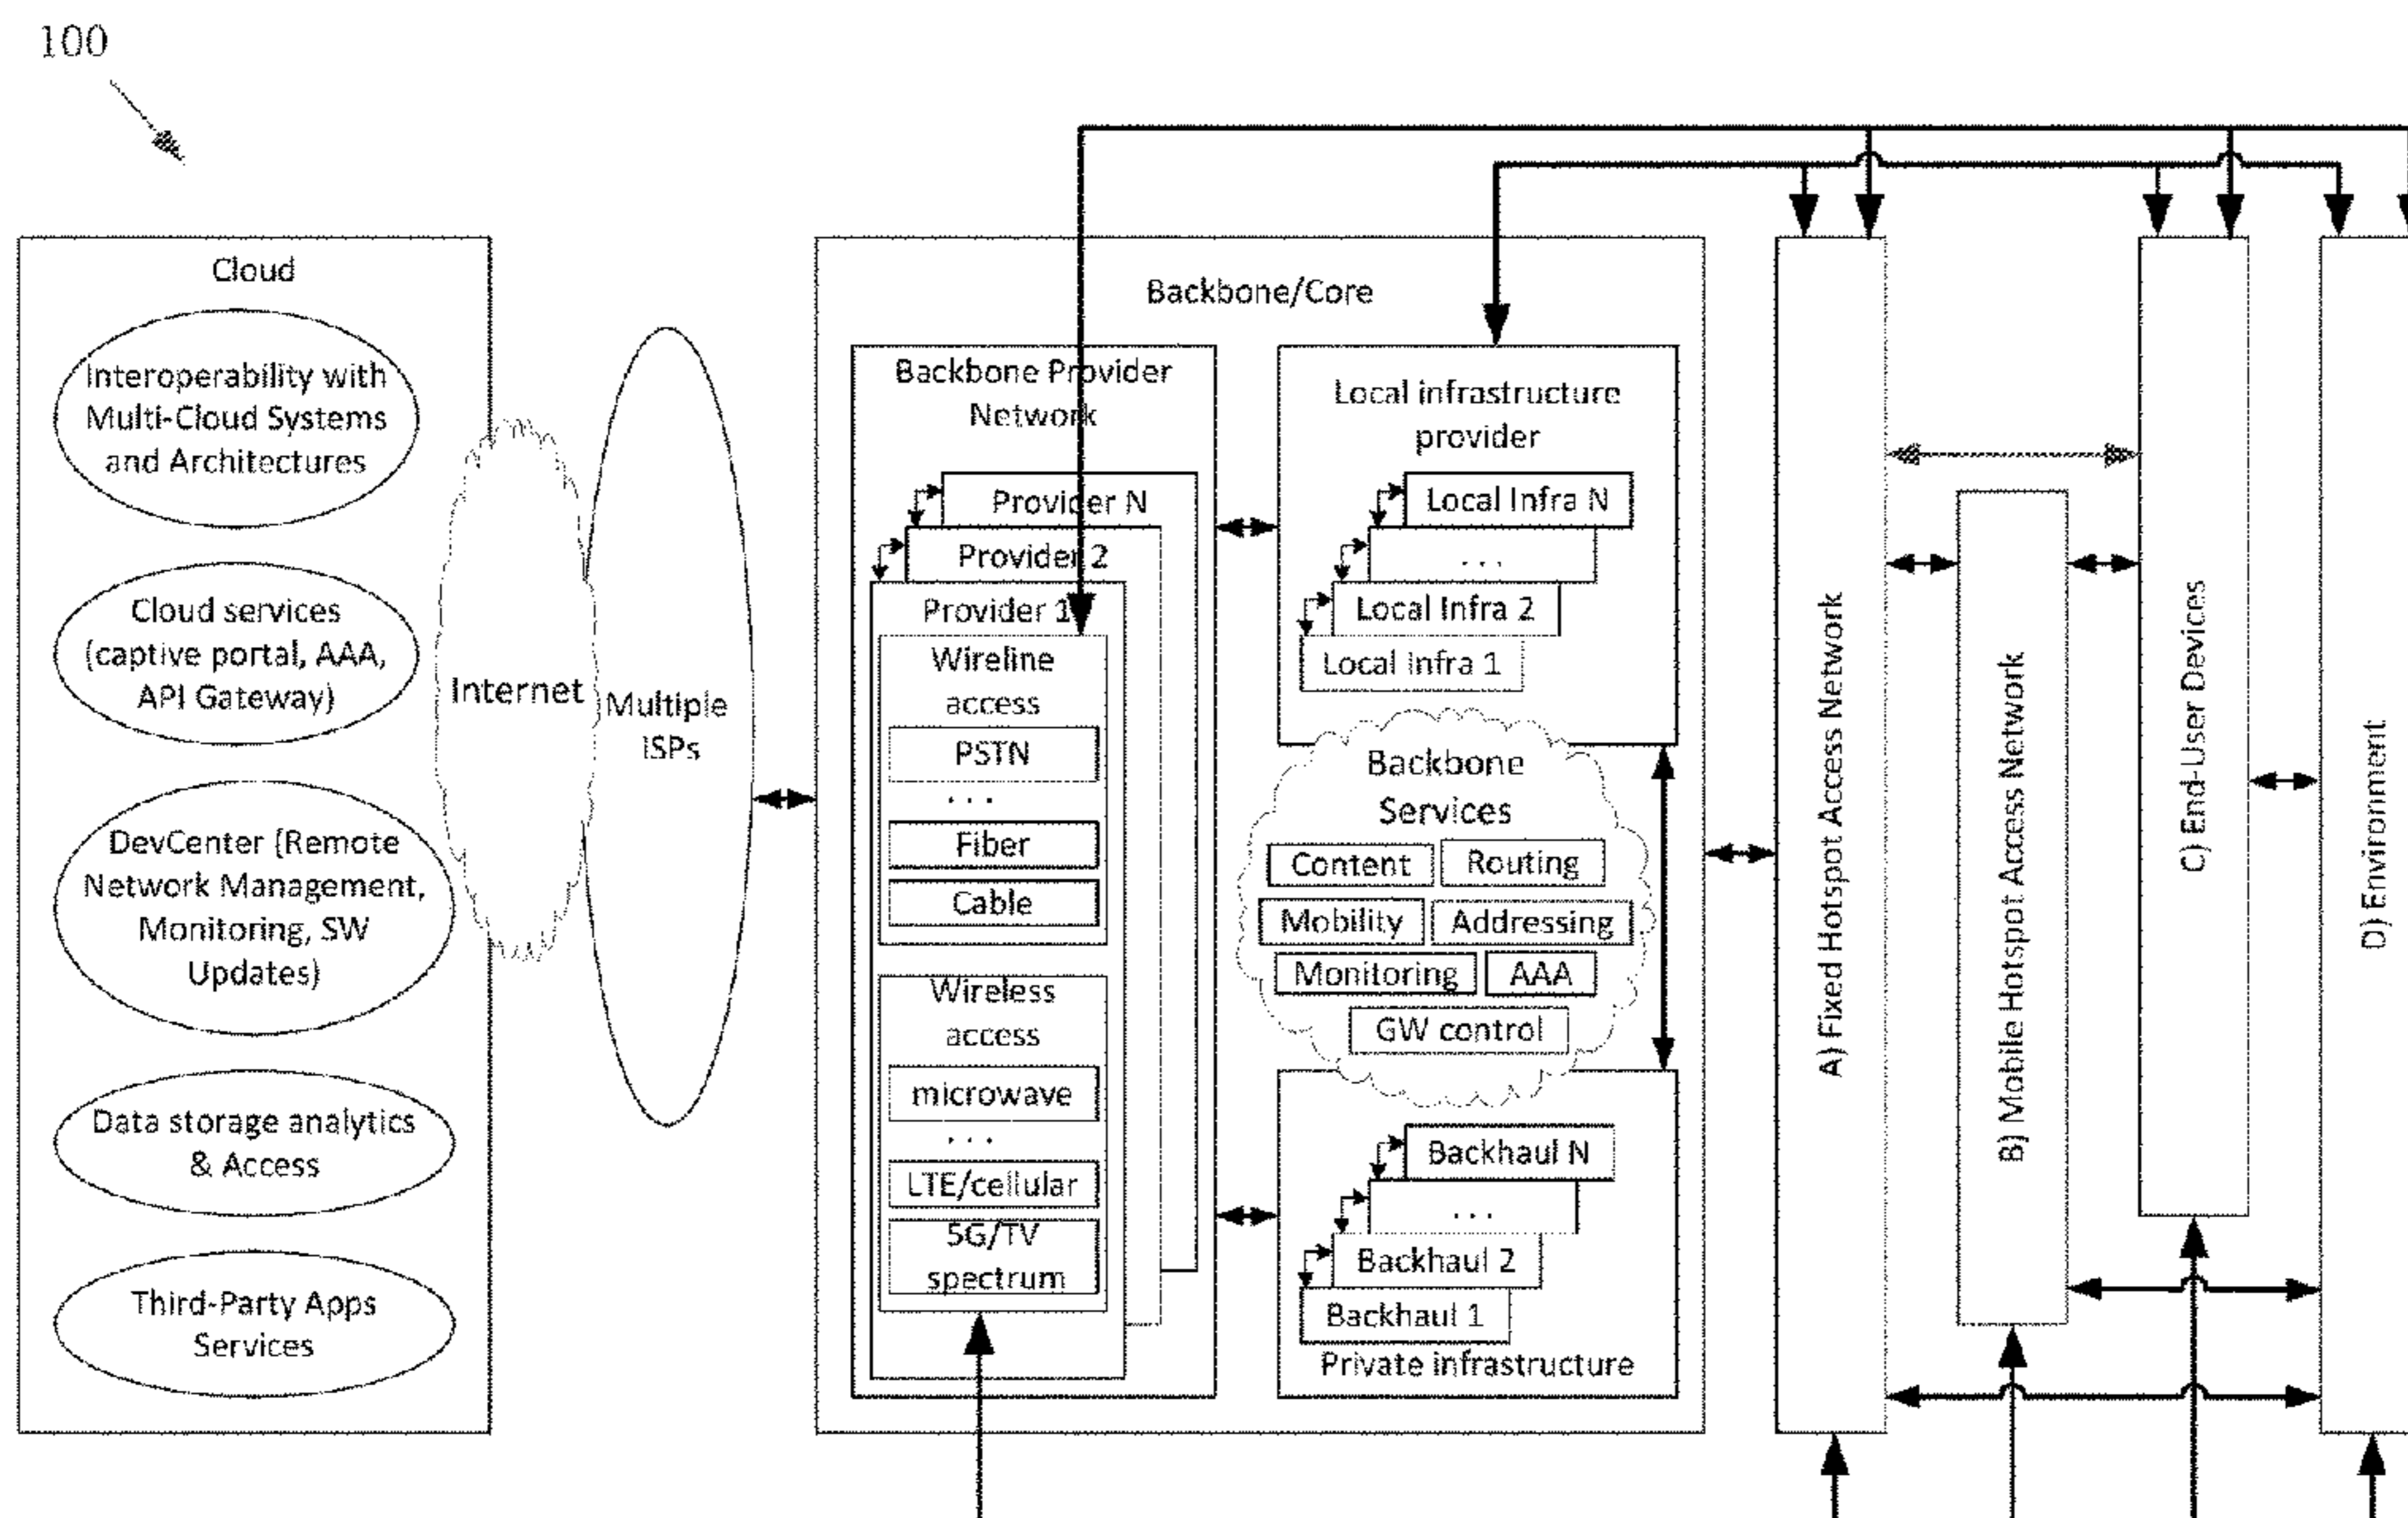 100
Cloud
Interoperability with
Multi-Cloud Systems
and Architectures
Cloud services
(captive portal, AAA,
API Gateway)
DevCenter (Remote
Network Management,
Monitoring, SW
Updates)
Data storage analytics
& Access
Third-Party Apps
Services
Internet
Multiple
ISPs
Backbone/Core
Backbone Provider
Network
Provider N
Provider 2
Provider 1
Wireline
access
PSTN
...
Fiber
Cable
Wireless
access
microwave
...
LTE/cellular
5G/TV
spectrum
Local infrastructure
provider
Local Infra N
...
Local Infra 2
Local Infra 1
Backbone
Services
Content
Routing
Mobility
Addressing
Monitoring
AAA
GW control
Backhaul N
...
Backhaul 2
Backhaul 1
Private infrastructure
A) Fixed Hotspot Access Network
B) Mobile Hotspot Access Network
C) End-User Devices
D) Environment